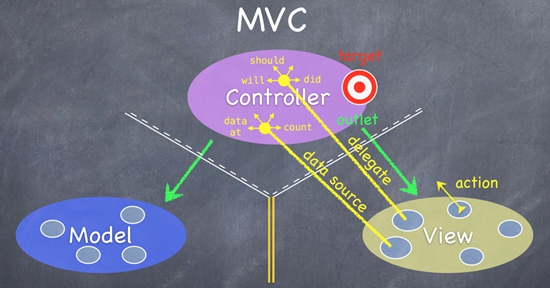 MVC
should
target
will
did
Controller
data
at
count
outlet
delegate
data source
action
Model
View